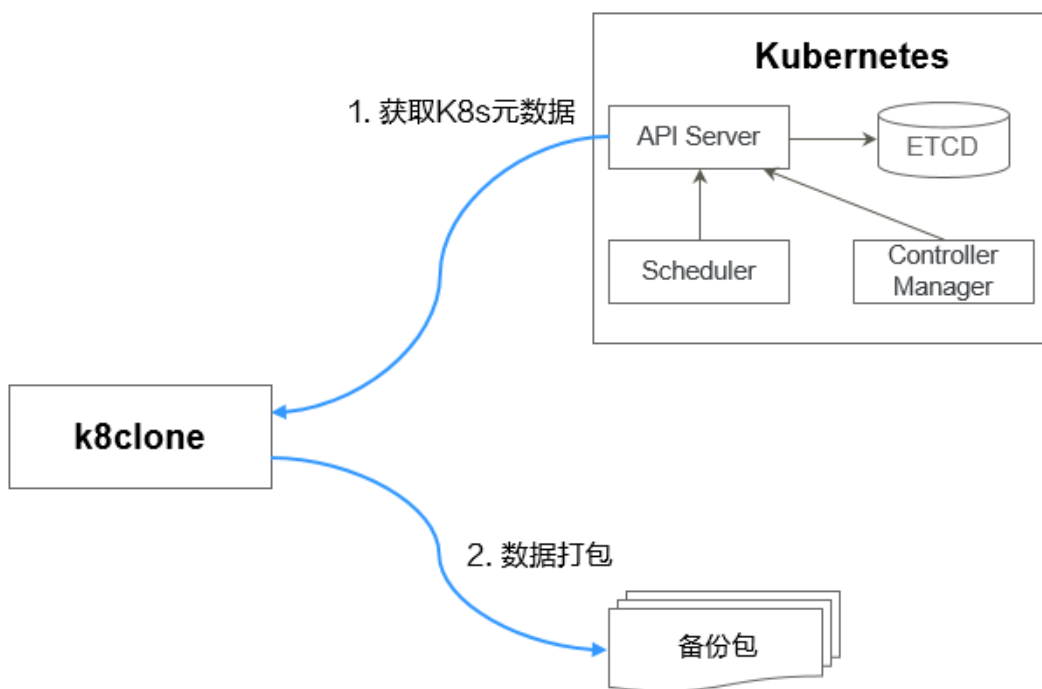 Kubernetes
1. 获取K8s元数据
API Server
ETCD
Scheduler
Controller
Manager
k8clone
2. 数据打包
备份包